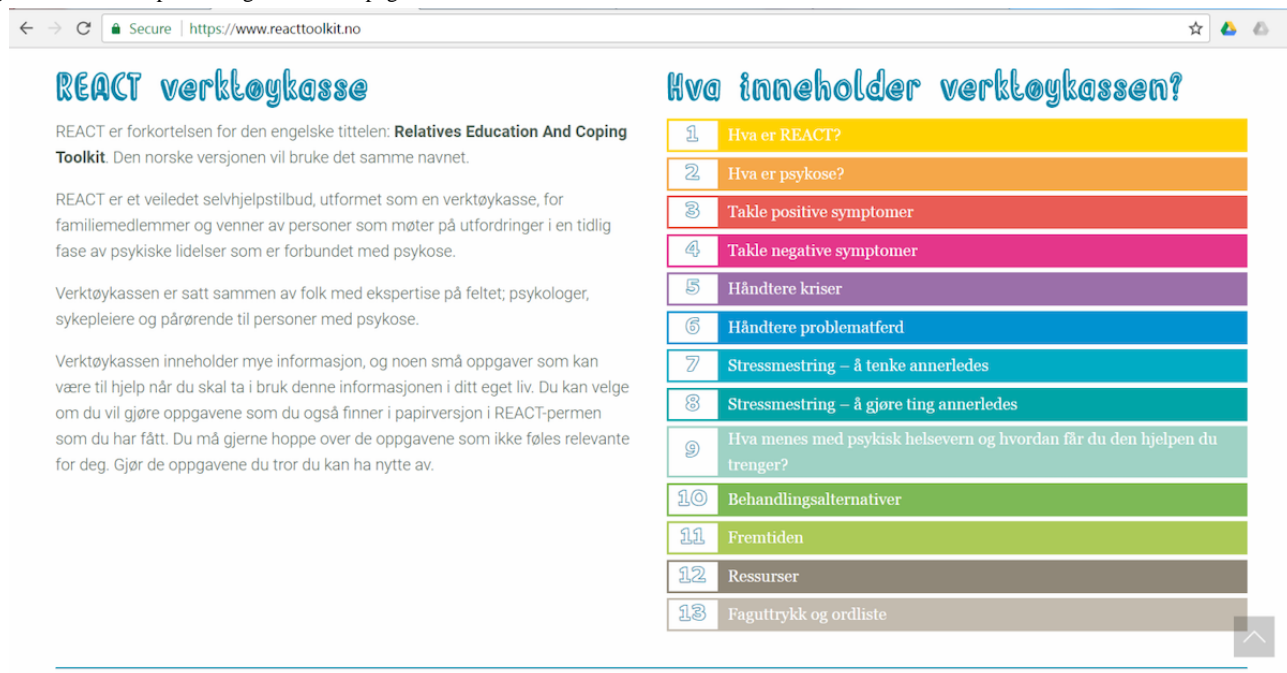 Secure | https://www.reacttoolkit.no
REACT verktøykasse
REACT er forkortelsen for den engelske tittelen: Relatives Education And Coping
Toolkit. Den norske versjonen vil bruke det samme navnet.
REACT er et veiledet selvhjelpstilbud, utformet som en verktøykasse, for
familiemedlemmer og venner av personer som møter på utfordringer i en tidlig
fase av psykiske lidelser som er forbundet med psykose.
Verktøykassen er satt sammen av folk med ekspertise på feltet; psykologer,
sykepleiere og pårørende til personer med psykose.
Verktøykassen inneholder mye informasjon, og noen små oppgaver som kan
være til hjelp når du skal ta i bruk denne informasjonen i ditt eget liv. Du kan velge
om du vil gjøre oppgavene som du også finner i papirversjon i REACT-permen
som du har fått. Du må gjerne hoppe over de oppgavene som ikke føles relevante
for deg. Gjør de oppgavene du tror du kan ha nytte av.
Hva inneholder verktøykassen?
1 Hva er REACT?
2 Hva er psykose?
3 Takle positive symptomer
4 Takle negative symptomer
5 Håndtere kriser
6 Håndtere problematferd
7 Stressmestring – å tenke annerledes
8 Stressmestring – å gjøre ting annerledes
9 Hva menes med psykisk helsevern og hvordan får du den hjelpen du
trenger?
10 Behandlingsalternativer
11 Fremtiden
12 Ressurser
13 Faguttrykk og ordliste